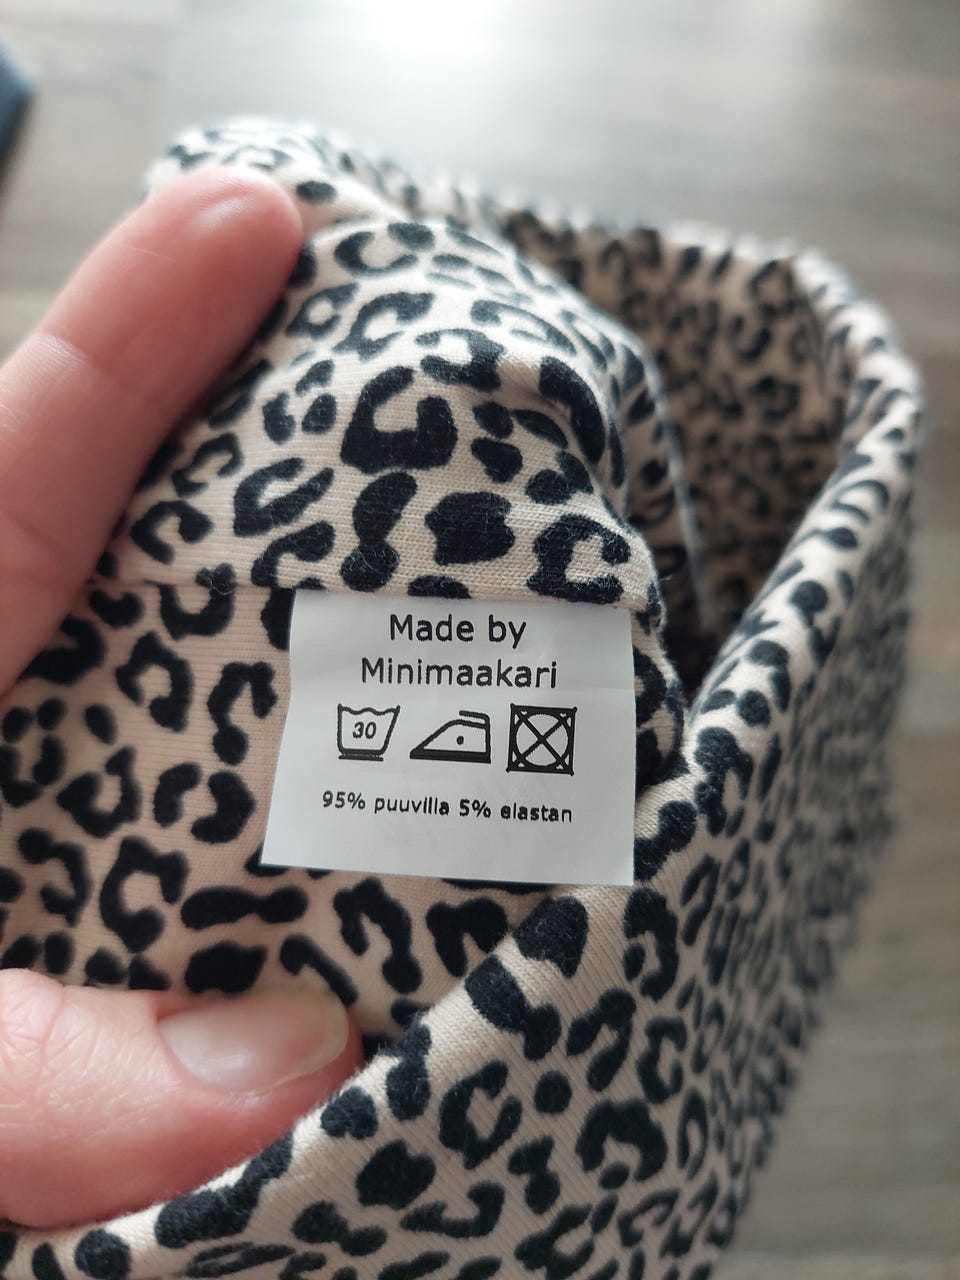 Made by
Minimaakari
30
95% puuvilla 5% elastan